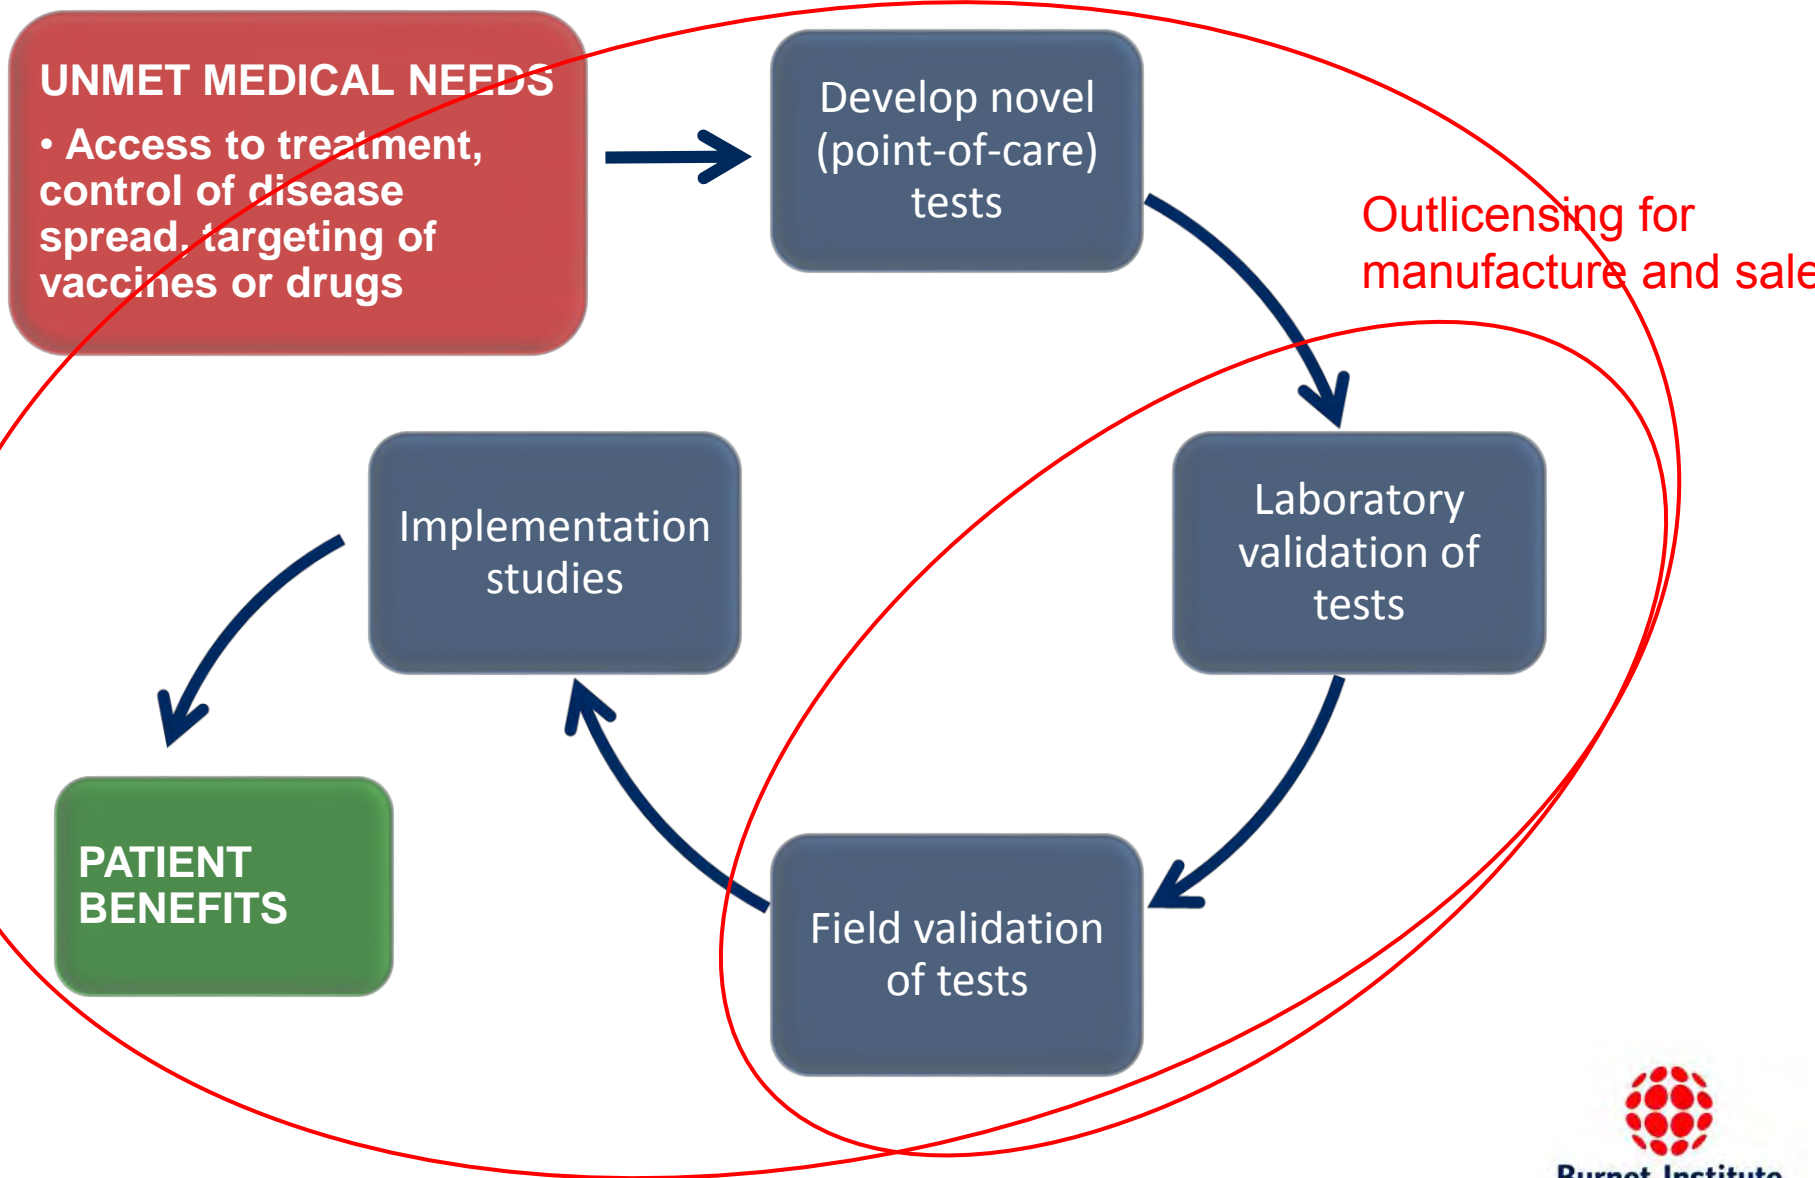 UNMET MEDICAL NEEDS
• Access to treatment,
control of disease
spread, targeting of
vaccines or drugs
Develop novel
(point-of-care)
tests
Outlicensing for
manufacture and sale
Laboratory
validation of
tests
Field validation
of tests
Implementation
studies
PATIENT
BENEFITS
Burnet Institute